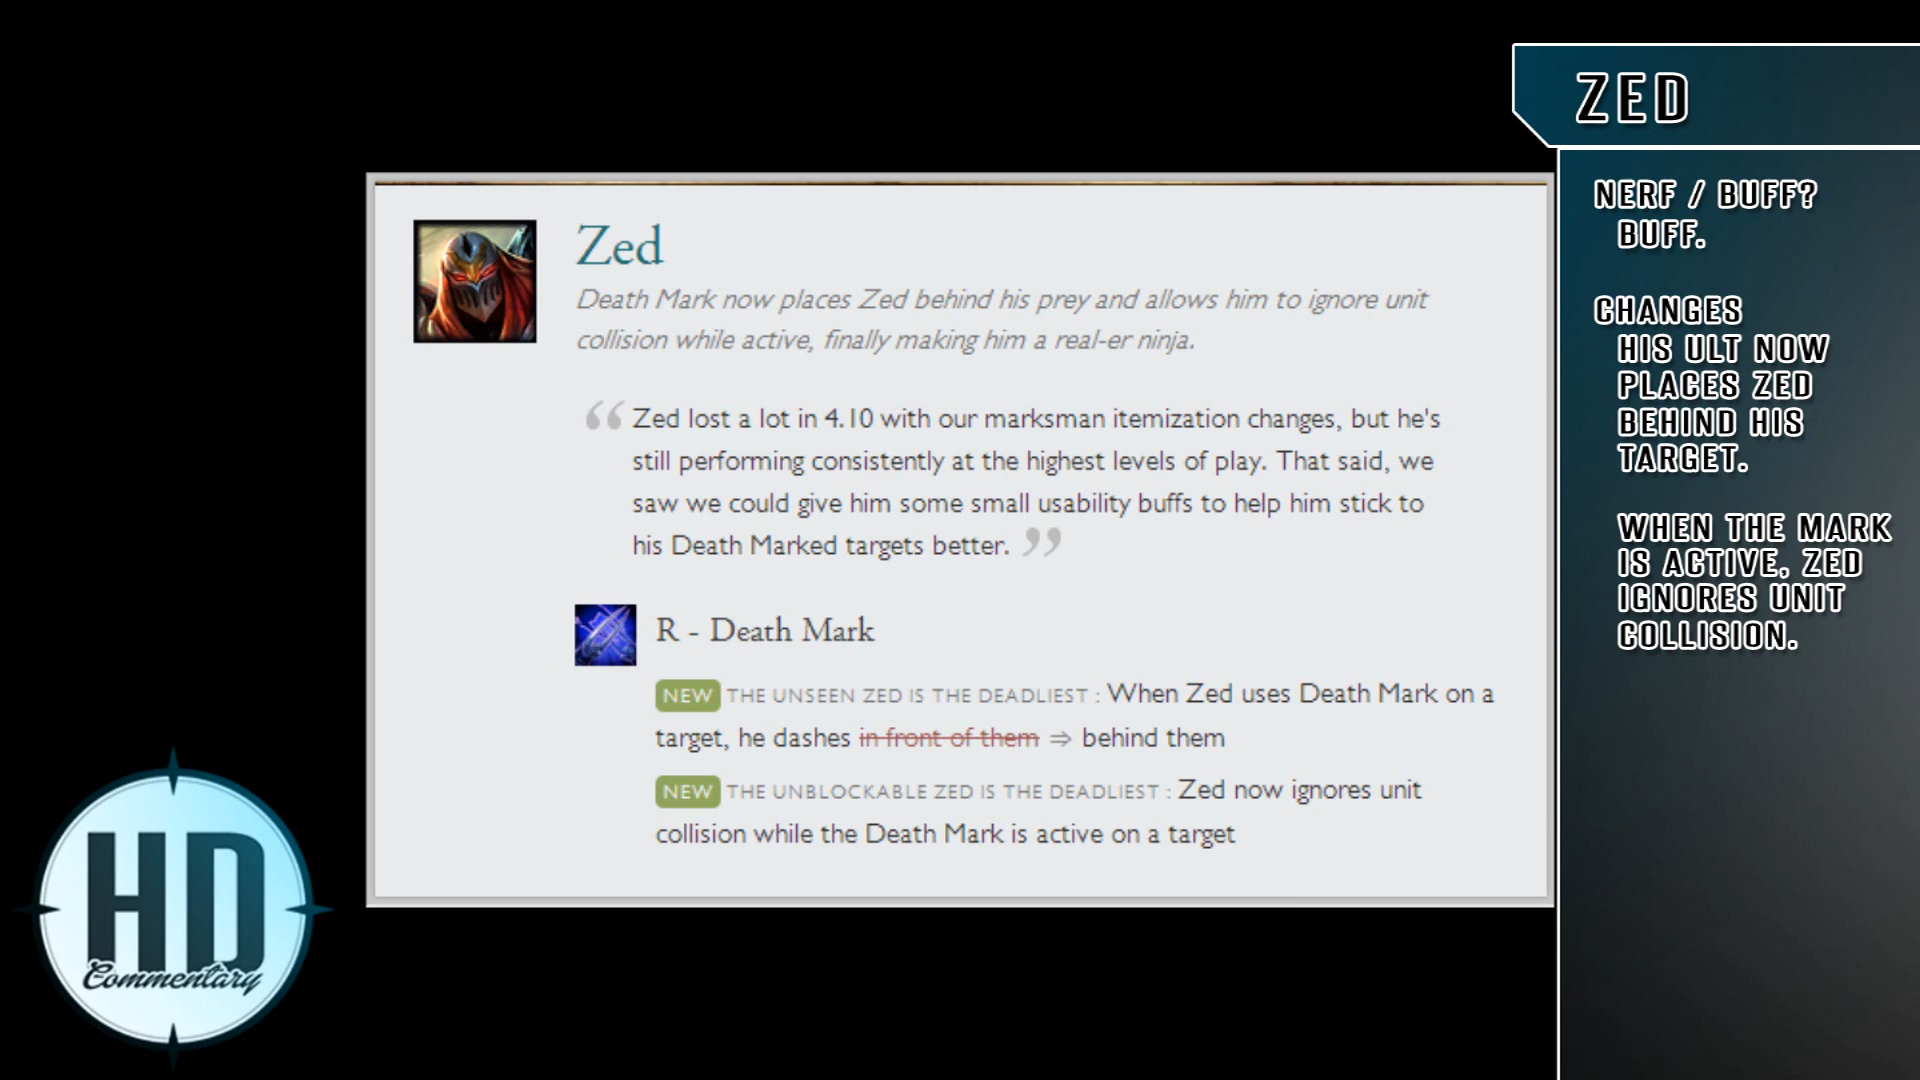 ZED
Zed
Death Mark now places Zed behind his prey and allows him to ignore unit
collision while active, finally making him a real-er ninja.
“ Zed lost a lot in 4.10 with our marksman itemization changes, but he's
still performing consistently at the highest levels of play. That said, we
saw we could give him some small usability buffs to help him stick to
his Death Marked targets better. ”
R - Death Mark
NEW THE UNSEEN ZED IS THE DEADLIEST : When Zed uses Death Mark on a
target, he dashes in front of them ⇒ behind them
NEW THE UNBLOCKABLE ZED IS THE DEADLIEST : Zed now ignores unit
collision while the Death Mark is active on a target
NERF / BUFF?
BUFF.
CHANGES
HIS ULT NOW
PLACES ZED
BEHIND HIS
TARGET.
WHEN THE MARK
IS ACTIVE, ZED
IGNORES UNIT
COLLISION.
HD
Commentary